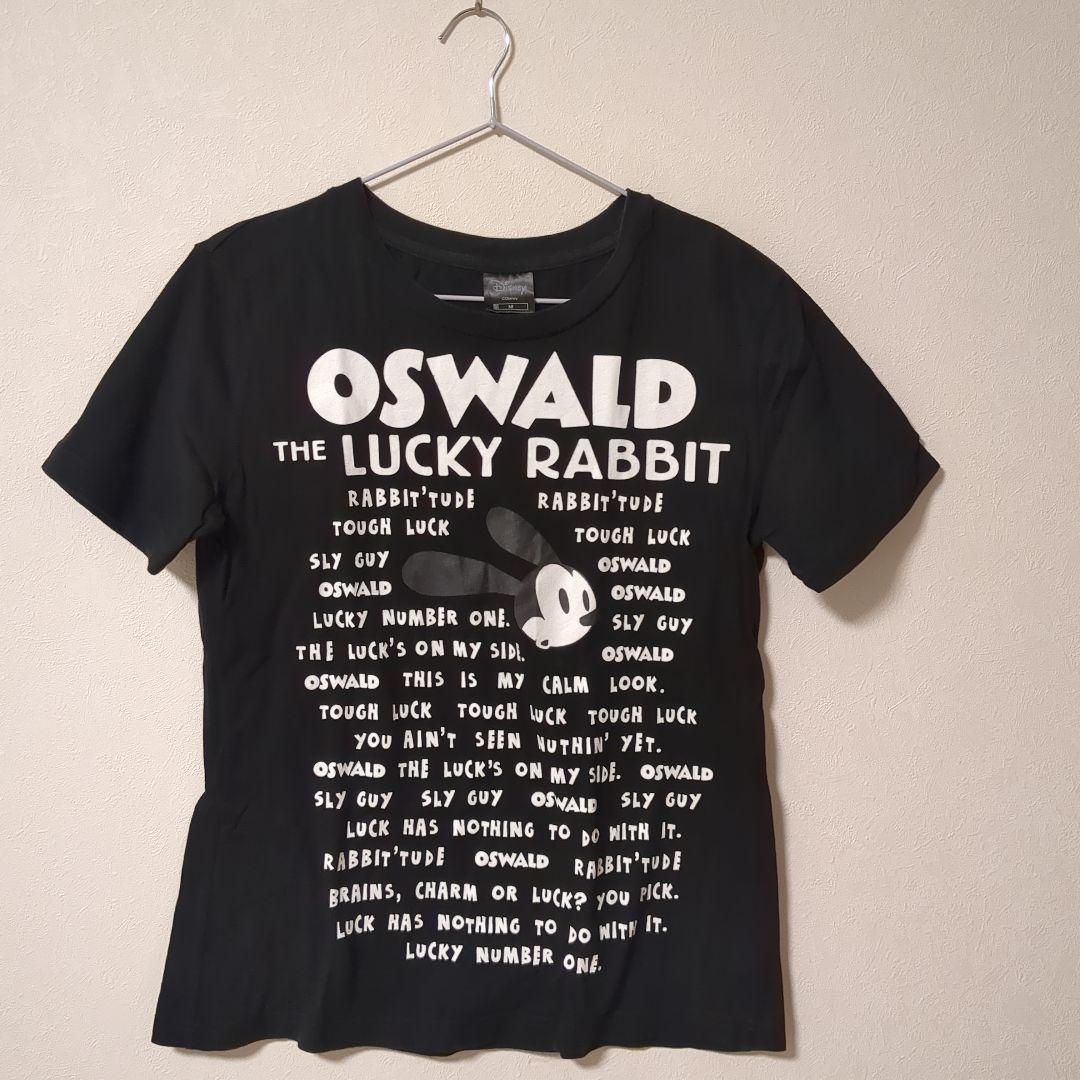 Disney
M
OSWALD
THE LUCKY RABBIT
RABBIT'TUDE RABBIT'TUDE
TOUGH LUCK TOUGH LUCK
SLY GUY OSWALD
OSWALD OSWALD
LUCKY NUMBER ONE. SLY GUY
THE LUCK'S ON MY SIDE. OSWALD
OSWALD THIS IS MY CALM LOOK.
TOUGH LUCK TOUGH LUCK TOUGH LUCK
YOU AIN'T SEEN NUTHIN' YET.
OSWALD THE LUCK'S ON MY SIDE. OSWALD
SLY GUY SLY GUY OSWALD SLY GUY
LUCK HAS NOTHING TO DO WITH IT.
RABBIT'TUDE OSWALD RABBIT'TUDE
BRAINS, CHARM OR LUCK? YOU PICK.
LUCK HAS NOTHING TO DO WITH IT.
LUCKY NUMBER ONE.